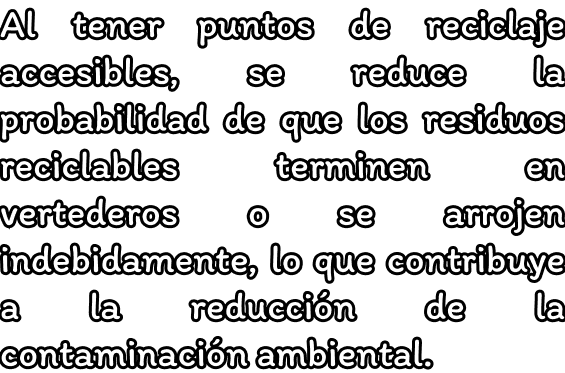 Al tener puntos de reciclaje
accesibles, se reduce la
probabilidad de que los residuos
reciclables terminen en
vertederos o se arrojen
indebidamente, lo que contribuye
a la reducción de la
contaminación ambiental.